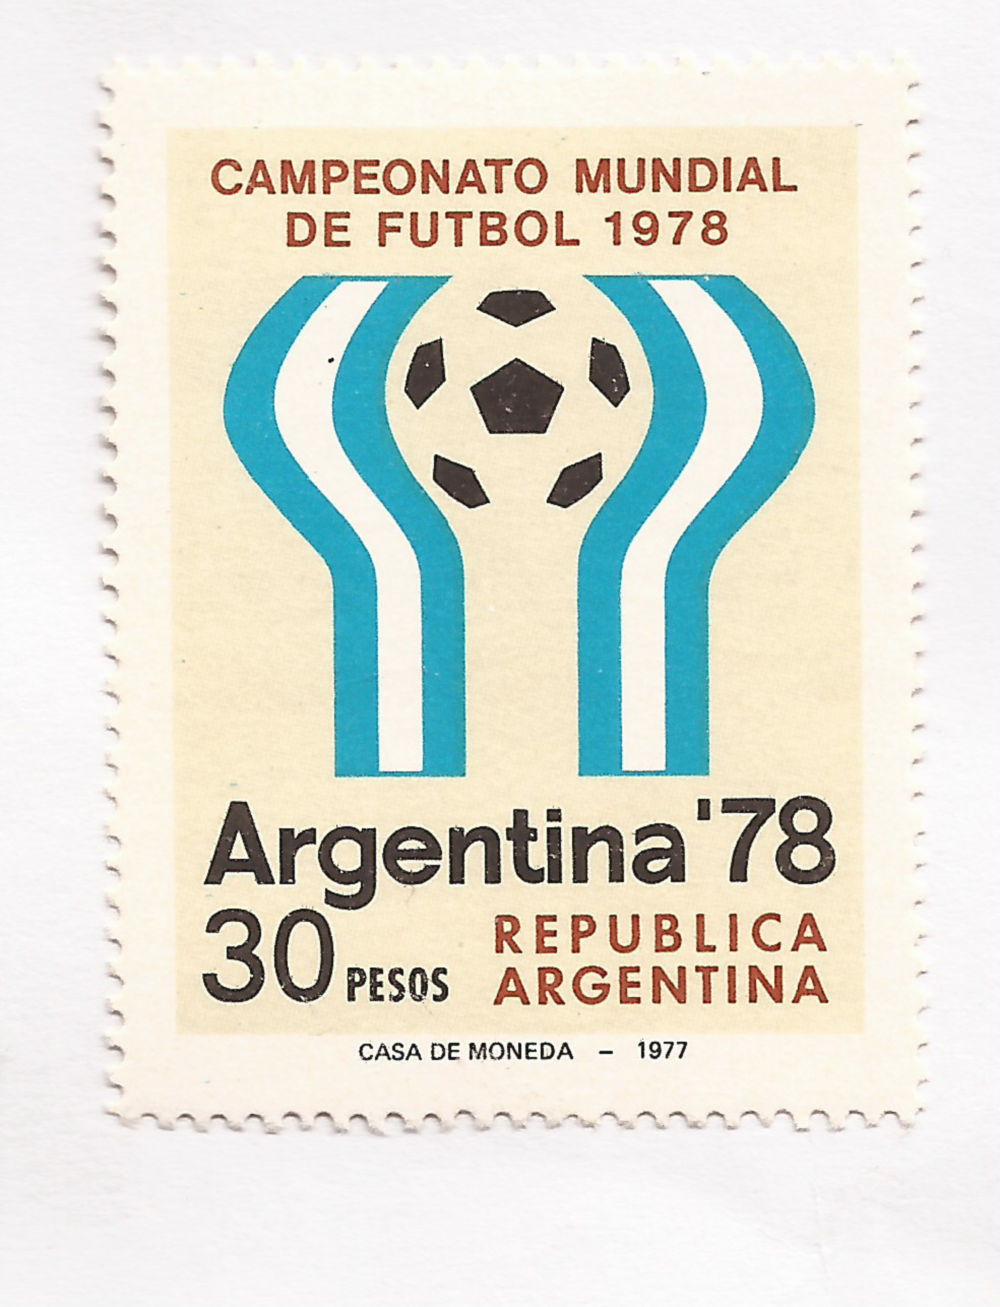 CAMPEONATO MUNDIAL
DE FUTBOL 1978
Argentina '78
30 PESOS
REPUBLICA
ARGENTINA
CASA DE MONEDA – 1977